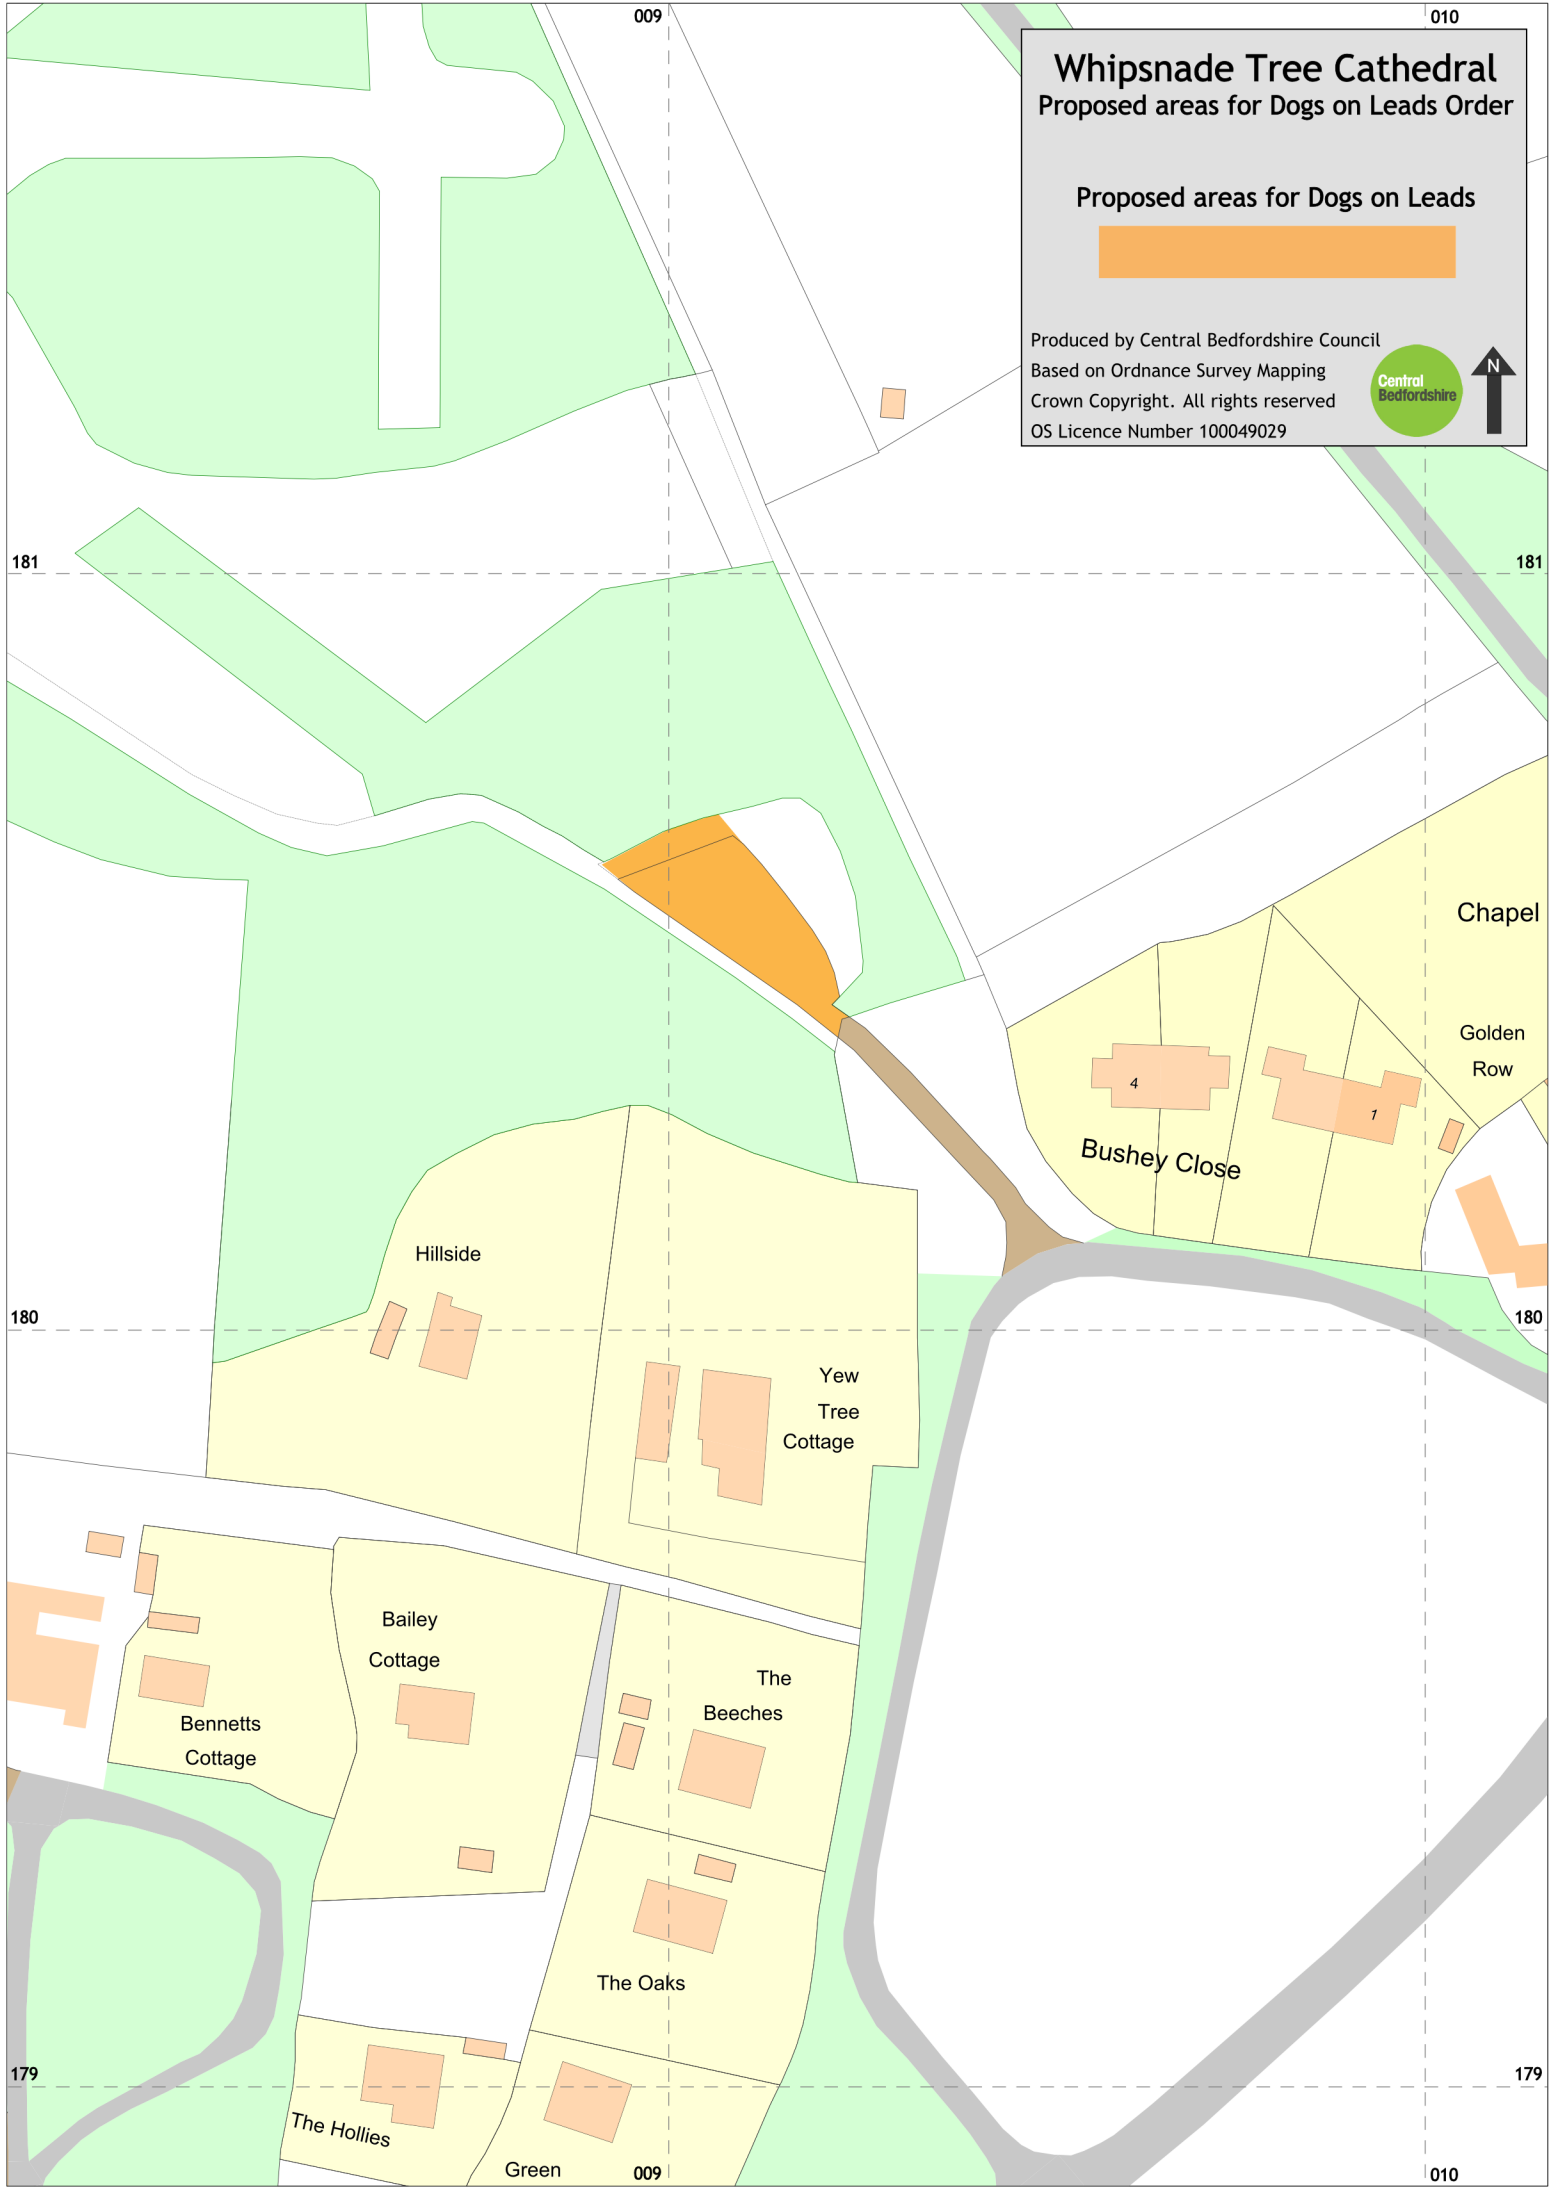 009
010
Whipsnade Tree Cathedral
Proposed areas for Dogs on Leads Order
Proposed areas for Dogs on Leads
Produced by Central Bedfordshire Council
Based on Ordnance Survey Mapping
Crown Copyright. All rights reserved
OS Licence Number 100049029
Central
Bedfordshire
N
181
181
Chapel
Golden
Row
4
1
Bushey Close
Hillside
180
180
Yew
Tree
Cottage
Bailey
Cottage
The
Beeches
Bennetts
Cottage
The Oaks
179
179
The Hollies
Green
009
010